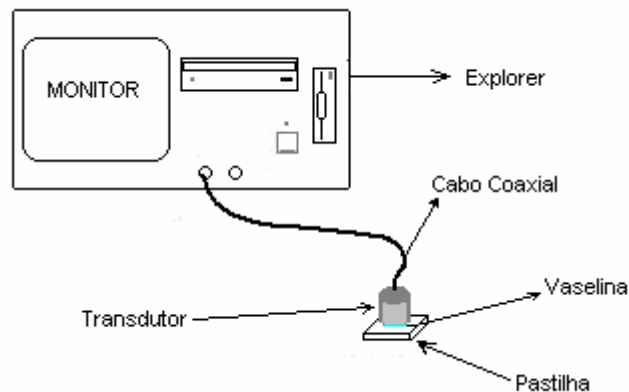 MONITOR
Explorer
Cabo Coaxial
Vaselina
Transdutor
Pastilha